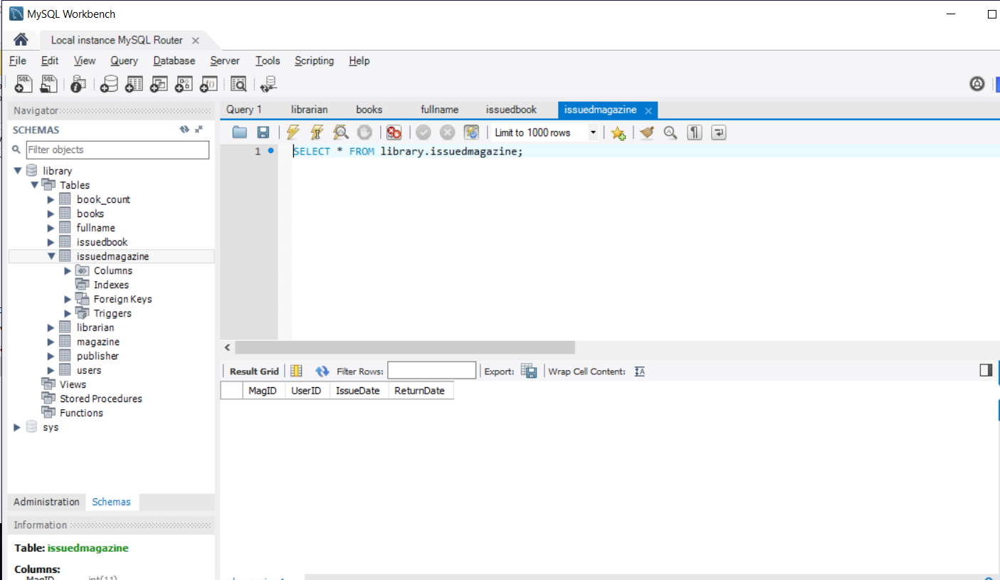 MySQL Workbench
Local instance MySQL Router
File Edit View Query Database Server Tools Scripting Help
Navigator
SCHEMAS
Filter objects
library
Tables
book_count
books
fullname
issuedbook
issuedmagazine
Columns
Indexes
Foreign Keys
Triggers
librarian
magazine
publisher
users
Views
Stored Procedures
Functions
sys
Administration Schemas
Information
Table: issuedmagazine
Columns:
MagID int(11)
Query 1 librarian books fullname issuedbook issuedmagazine
Limit to 1000 rows
1 SELECT * FROM library.issuedmagazine;
Result Grid Filter Rows: Export: Wrap Cell Content:
MagID UserID IssueDate ReturnDate